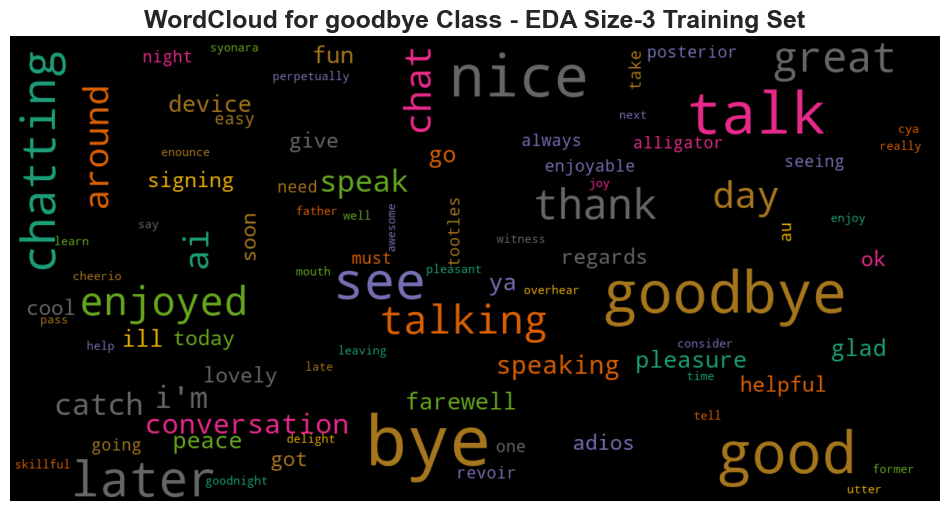 WordCloud for goodbye Class - EDA Size-3 Training Set
syonara
night
fun
perpetually
chat
nice
take
posterior
great
chatting
around
device
easy
next
talk
cya
really
always
alligator
enounce
give
go
enjoyable
seeing
signing
need
speak
joy
thank
day
father
well
awesome
tootles
enjoy
au
learn
say
ai
soon
witness
must
regards
ok
cheerio
mouth
pleasant
see
ya
overhear
goodbye
enjoyed
cool
pass
talking
help
ill
today
leaving
consider
glad
late
speaking
pleasure
time
helpful
lovely
catch
i'm
farewell
tell
conversation
going
peace
delight
bye
one
adios
good
skillful
later
got
goodnight
revoir
former
utter